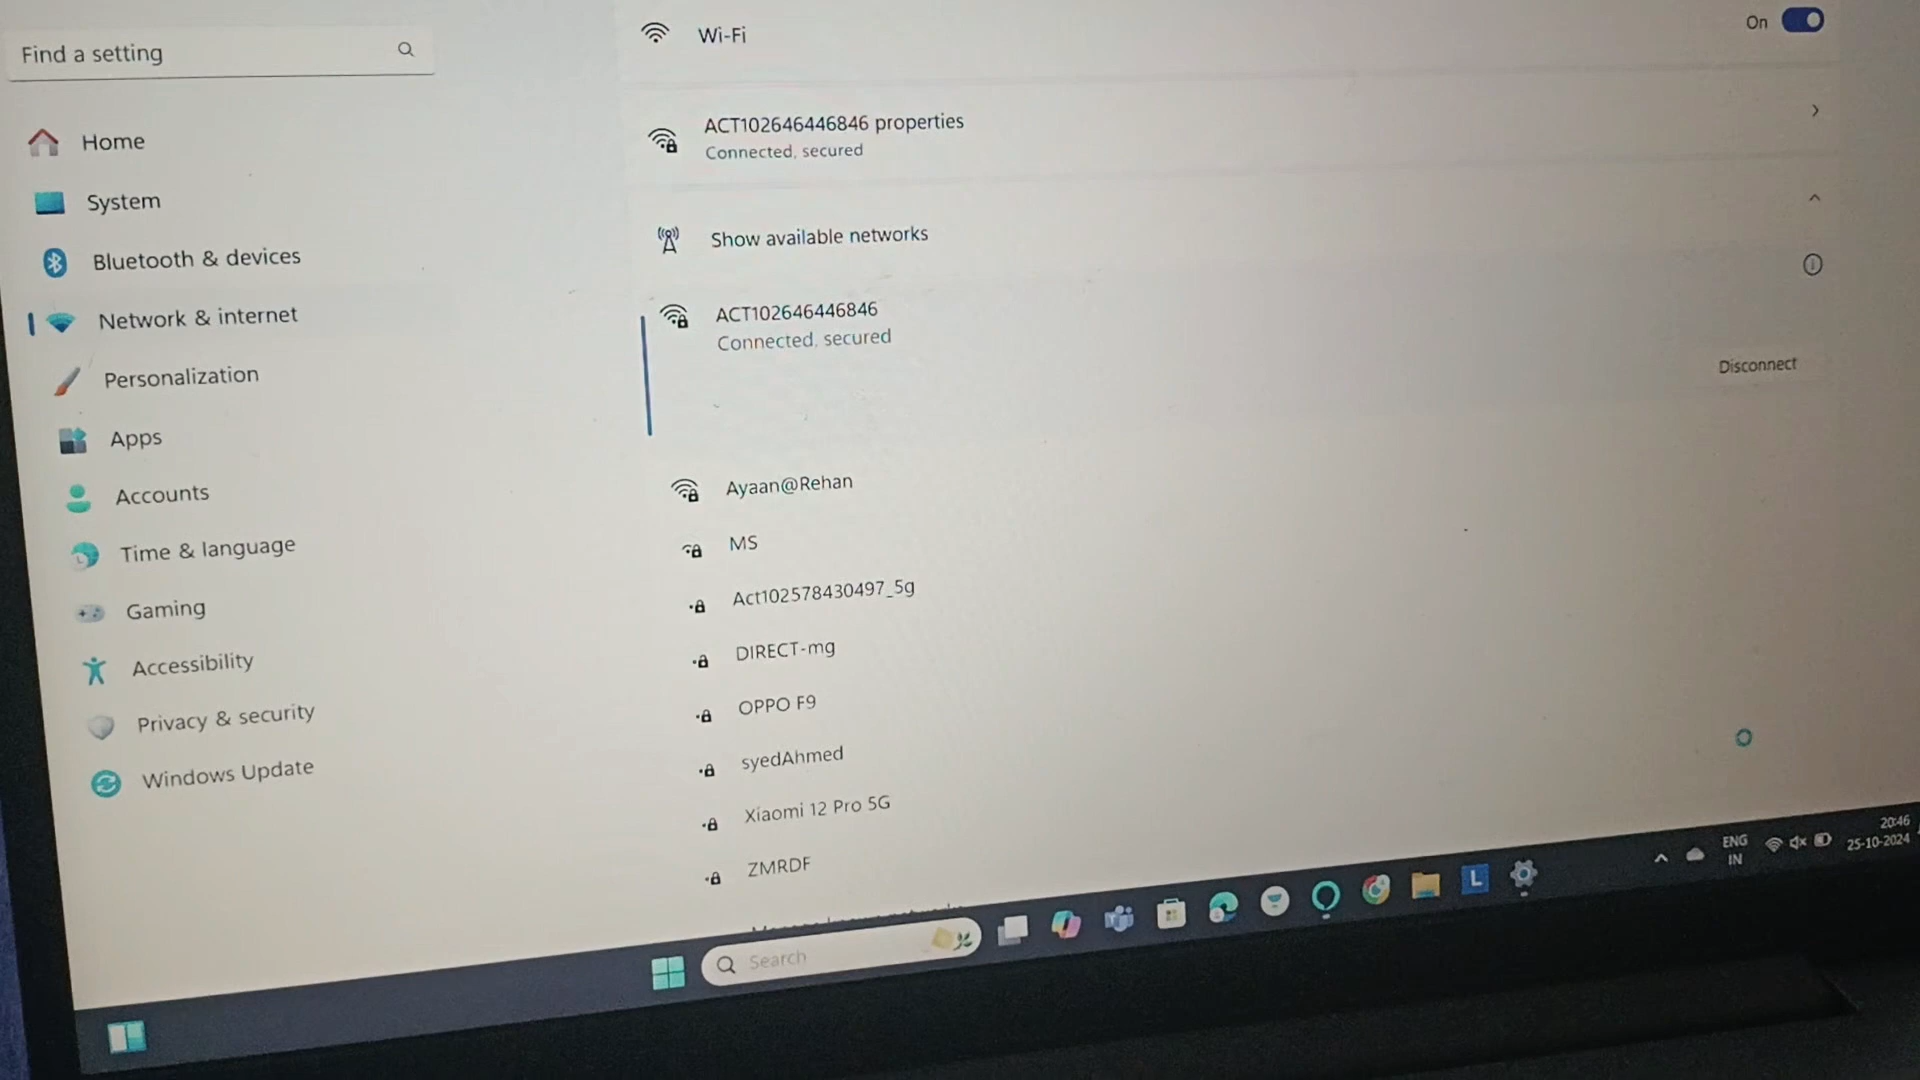 Find a setting
Home
System
Bluetooth & devices
Network & internet
Personalization
Apps
Accounts
Time & language
Gaming
Accessibility
Privacy & security
Windows Update
Wi-Fi
On
ACT102646446846 properties
Connected, secured
Show available networks
ACT102646446846
Connected, secured
Disconnect
Ayaan@Rehan
MS
Act102578430497_5g
DIRECT-mg
OPPO F9
syedAhmed
Xiaomi 12 Pro 5G
ZMRDF
Search
L
ENG
IN
20:46
25-10-2024